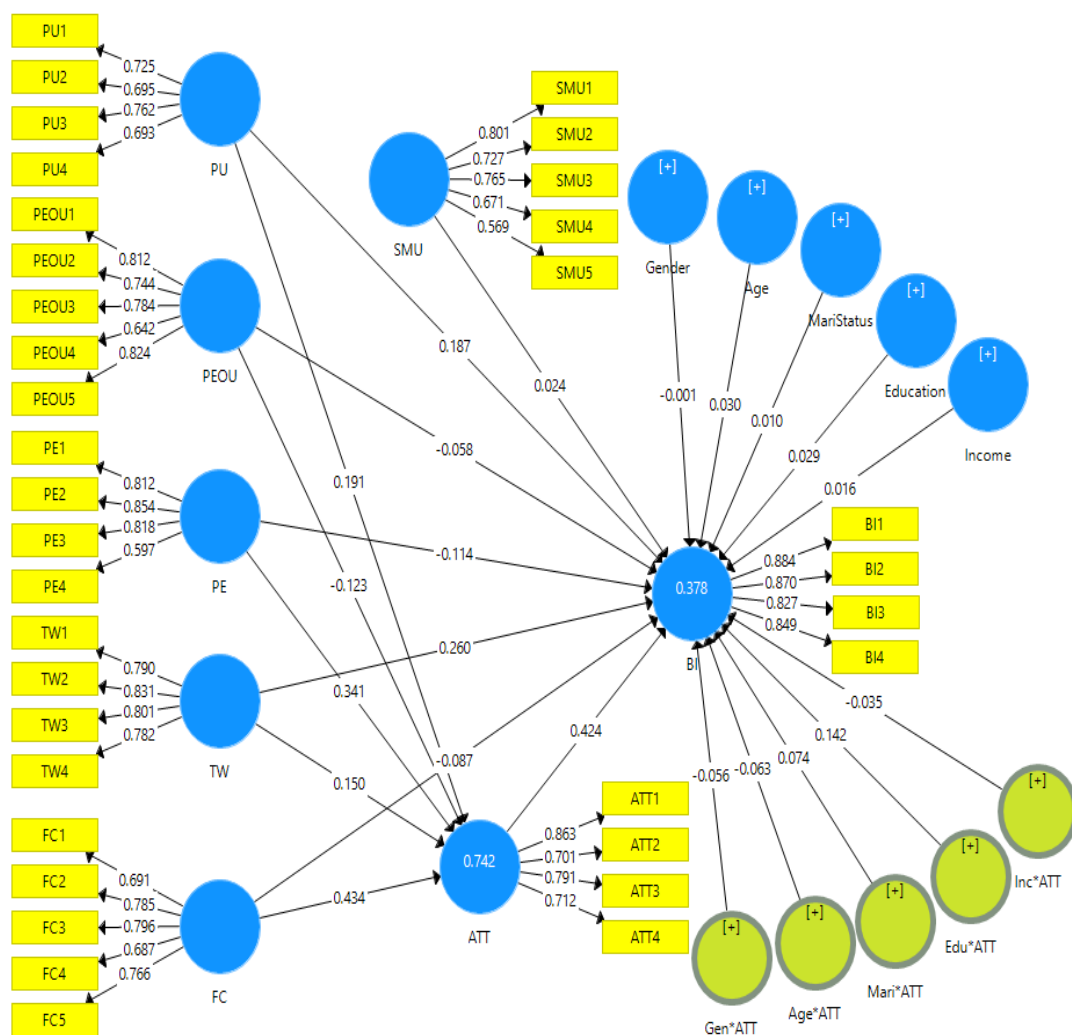 PU1
PU2
PU3
PU4
0.725
0.695
0.762
0.693
PU
PEOU1
PEOU2
PEOU3
PEOU4
PEOU5
0.812
0.744
0.784
0.642
0.824
PEOU
PE1
PE2
PE3
PE4
0.812
0.854
0.818
0.597
PE
TW1
TW2
TW3
TW4
0.790
0.831
0.801
0.782
TW
FC1
FC2
FC3
FC4
FC5
0.691
0.785
0.796
0.687
0.766
FC
SMU
0.801
0.727
0.765
0.671
0.569
SMU1
SMU2
SMU3
SMU4
SMU5
[+]
Gender
[+]
Age
[+]
MariStatus
[+]
Education
[+]
Income
0.187
0.024
-0.001
0.030
0.010
0.029
0.016
-0.058
0.191
-0.114
-0.123
0.260
0.341
-0.087
0.150
0.434
0.424
0.378
BI
0.884
0.870
0.827
0.849
BI1
BI2
BI3
BI4
0.742
ATT
0.863
0.701
0.791
0.712
ATT1
ATT2
ATT3
ATT4
-0.056
-0.063
0.074
0.142
-0.035
[+]
Gen*ATT
[+]
Age*ATT
[+]
Mari*ATT
[+]
Edu*ATT
[+]
Inc*ATT